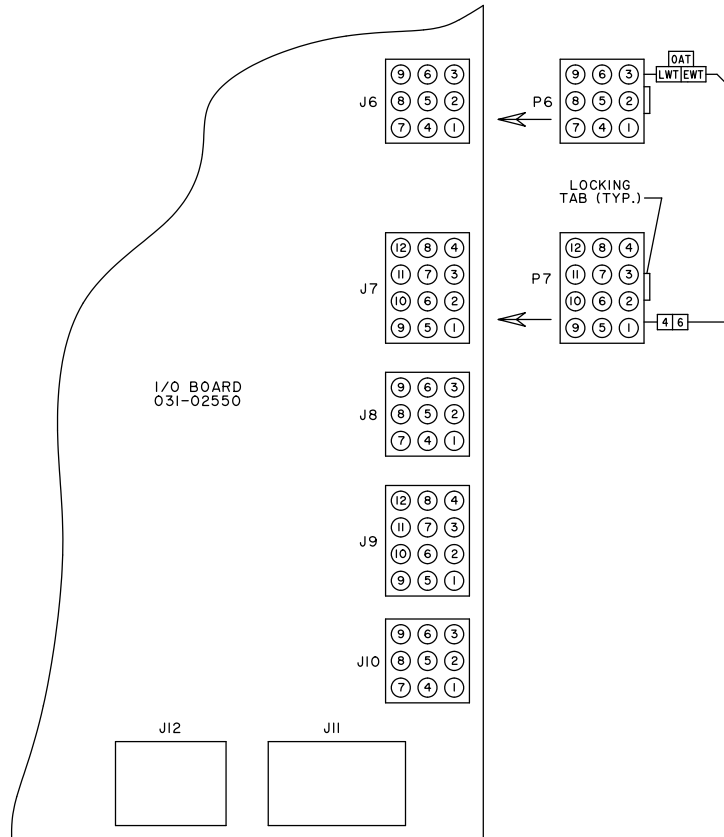 9 6 3
J6 8 5 2
7 4 1
9 6 3
P6 8 5 2
7 4 1
OAT
LWT EWT
LOCKING
TAB (TYP.)
12 8 4
11 7 3
J7
10 6 2
9 5 1
12 8 4
P7 11 7 3
10 6 2
9 5 1
4 6
I/O BOARD
031-02550
9 6 3
J8 8 5 2
7 4 1
12 8 4
11 7 3
J9
10 6 2
9 5 1
9 6 3
J10 8 5 2
7 4 1
J12
J11